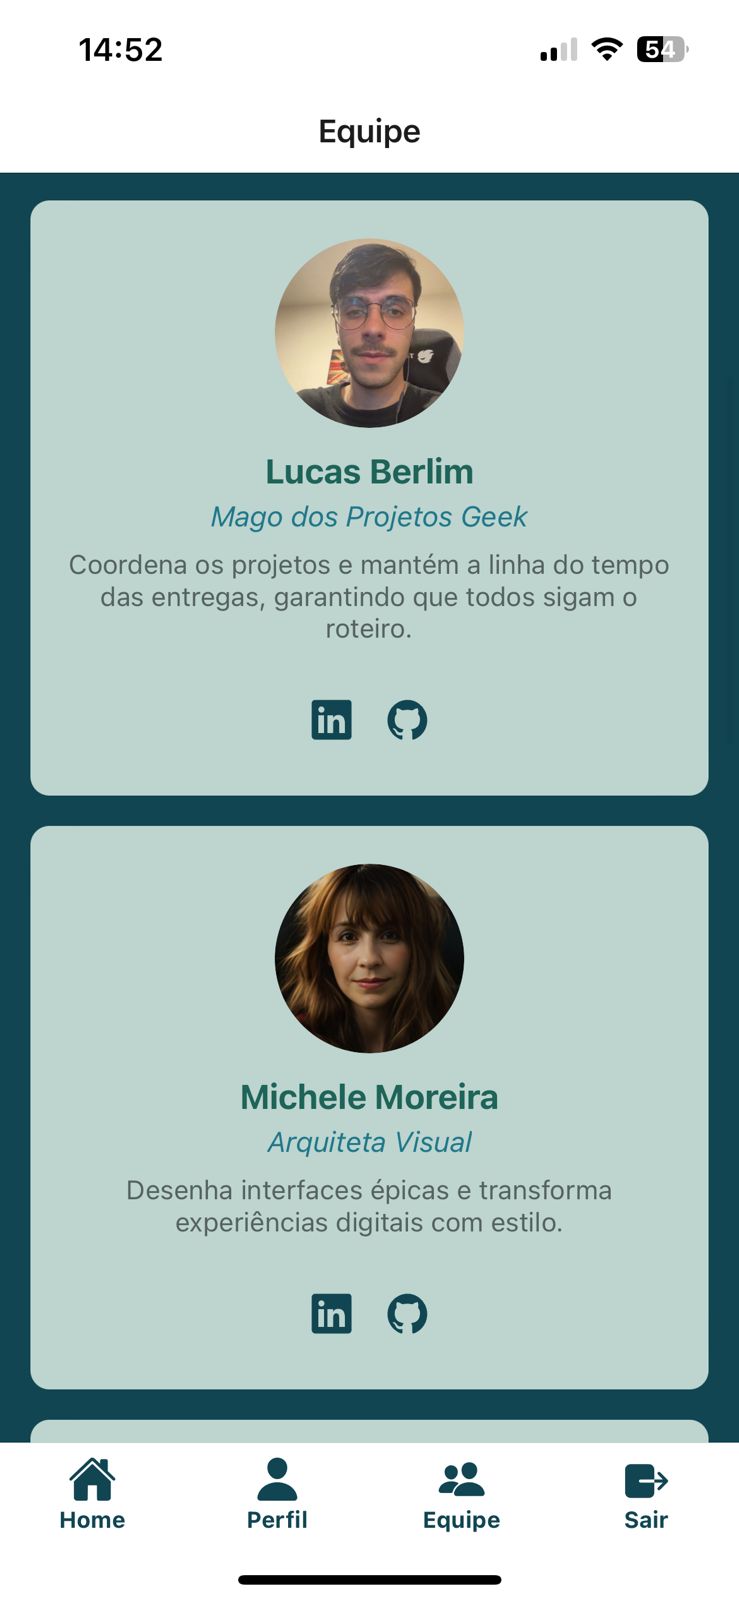 14:52
54
Equipe
Lucas Berlim
Mago dos Projetos Geek
Coordena os projetos e mantém a linha do tempo
das entregas, garantindo que todos sigam o
roteiro.
in
Michele Moreira
Arquiteta Visual
Desenha interfaces épicas e transforma
experiências digitais com estilo.
in
Home
Perfil
Equipe
Sair